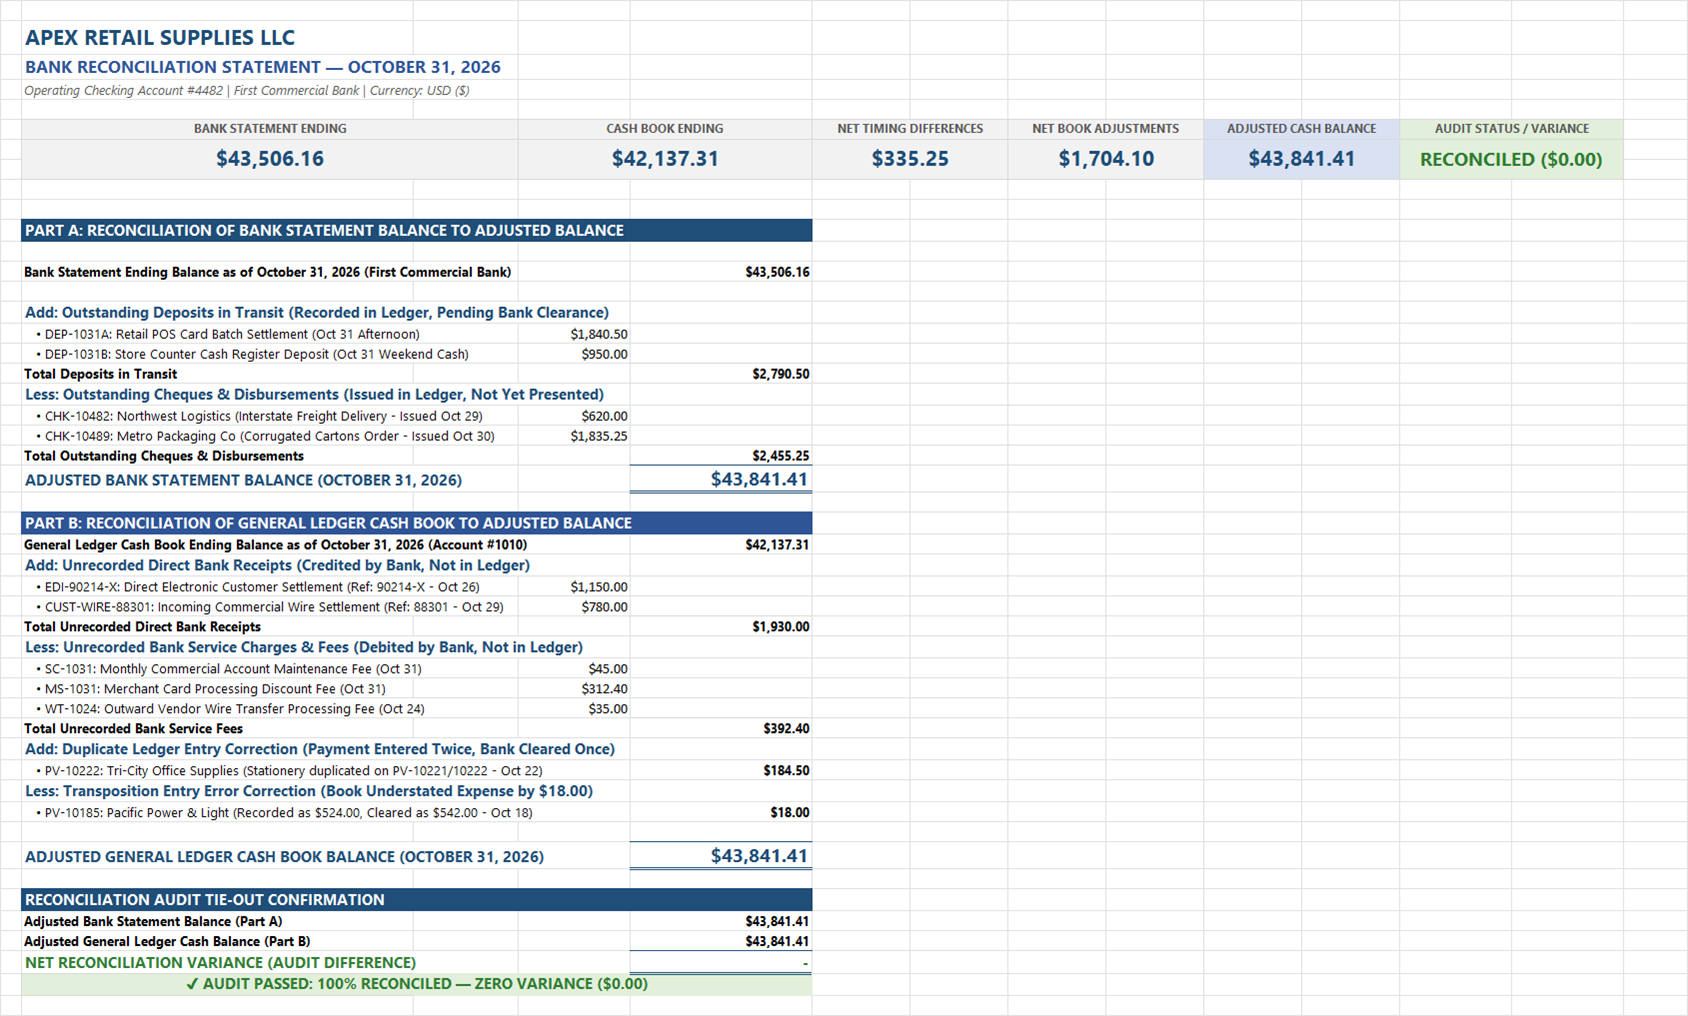 APEX RETAIL SUPPLIES LLC
BANK RECONCILIATION STATEMENT — OCTOBER 31, 2026
Operating Checking Account #4482 | First Commercial Bank | Currency: USD ($)
BANK STATEMENT ENDING CASH BOOK ENDING NET TIMING DIFFERENCES NET BOOK ADJUSTMENTS ADJUSTED CASH BALANCE AUDIT STATUS / VARIANCE
$43,506.16 $42,137.31 $335.25 $1,704.10 $43,841.41 RECONCILED ($0.00)
PART A: RECONCILIATION OF BANK STATEMENT BALANCE TO ADJUSTED BALANCE
Bank Statement Ending Balance as of October 31, 2026 (First Commercial Bank) $43,506.16
Add: Outstanding Deposits in Transit (Recorded in Ledger, Pending Bank Clearance)
• DEP-1031A: Retail POS Card Batch Settlement (Oct 31 Afternoon) $1,840.50
• DEP-1031B: Store Counter Cash Register Deposit (Oct 31 Weekend Cash) $950.00
Total Deposits in Transit $2,790.50
Less: Outstanding Cheques & Disbursements (Issued in Ledger, Not Yet Presented)
• CHK-10482: Northwest Logistics (Interstate Freight Delivery - Issued Oct 29) $620.00
• CHK-10489: Metro Packaging Co (Corrugated Cartons Order - Issued Oct 30) $1,835.25
Total Outstanding Cheques & Disbursements $2,455.25
ADJUSTED BANK STATEMENT BALANCE (OCTOBER 31, 2026) $43,841.41
PART B: RECONCILIATION OF GENERAL LEDGER CASH BOOK TO ADJUSTED BALANCE
General Ledger Cash Book Ending Balance as of October 31, 2026 (Account #1010) $42,137.31
Add: Unrecorded Direct Bank Receipts (Credited by Bank, Not in Ledger)
• EDI-90214-X: Direct Electronic Customer Settlement (Ref: 90214-X - Oct 26) $1,150.00
• CUST-WIRE-88301: Incoming Commercial Wire Settlement (Ref: 88301 - Oct 29) $780.00
Total Unrecorded Direct Bank Receipts $1,930.00
Less: Unrecorded Bank Service Charges & Fees (Debited by Bank, Not in Ledger)
• SC-1031: Monthly Commercial Account Maintenance Fee (Oct 31) $45.00
• MS-1031: Merchant Card Processing Discount Fee (Oct 31) $312.40
• WT-1024: Outward Vendor Wire Transfer Processing Fee (Oct 24) $35.00
Total Unrecorded Bank Service Fees $392.40
Add: Duplicate Ledger Entry Correction (Payment Entered Twice, Bank Cleared Once)
• PV-10222: Tri-City Office Supplies (Stationery duplicated on PV-10221/10222 - Oct 22) $184.50
Less: Transposition Entry Error Correction (Book Understated Expense by $18.00)
• PV-10185: Pacific Power & Light (Recorded as $524.00, Cleared as $542.00 - Oct 18) $18.00
ADJUSTED GENERAL LEDGER CASH BOOK BALANCE (OCTOBER 31, 2026) $43,841.41
RECONCILIATION AUDIT TIE-OUT CONFIRMATION
Adjusted Bank Statement Balance (Part A) $43,841.41
Adjusted General Ledger Cash Balance (Part B) $43,841.41
NET RECONCILIATION VARIANCE (AUDIT DIFFERENCE) -
✓ AUDIT PASSED: 100% RECONCILED — ZERO VARIANCE ($0.00)